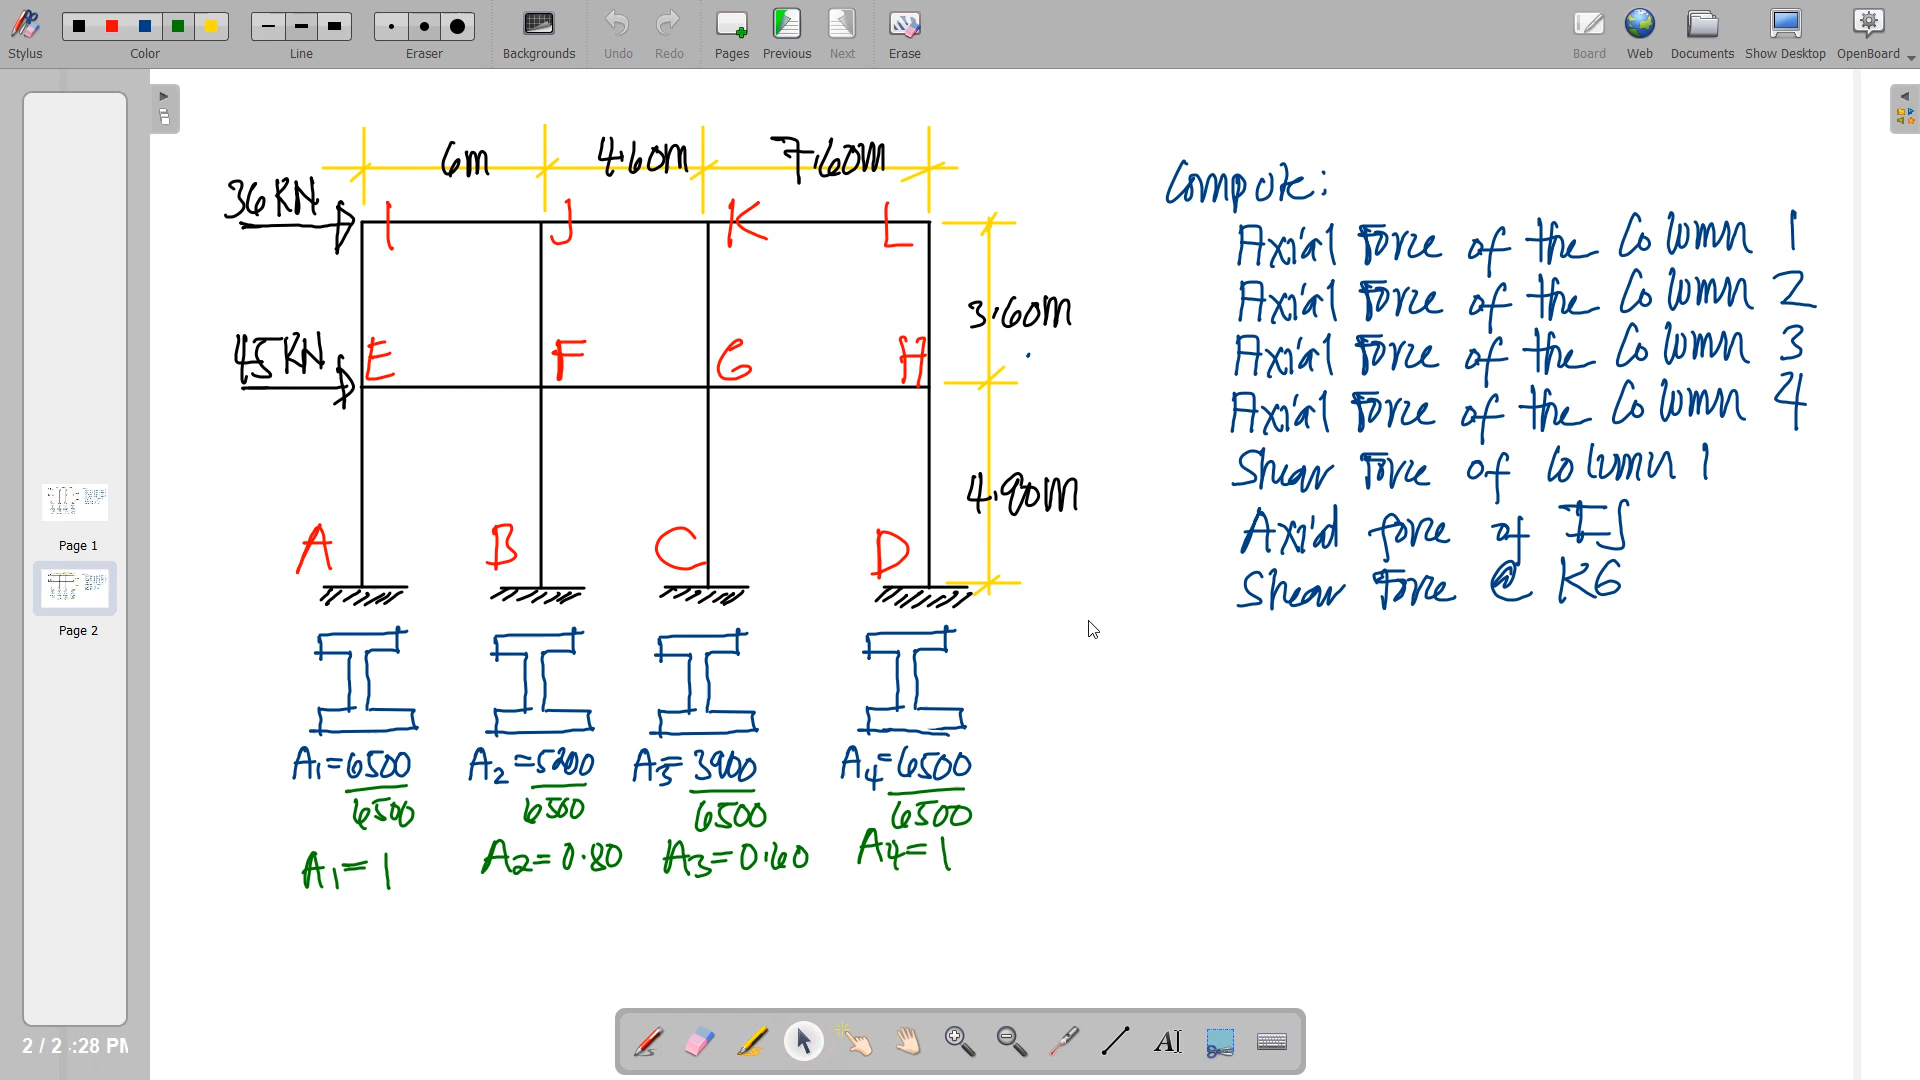 Stylus
Color
Line
Eraser
Backgrounds
Undo
Redo
Pages
Previous
Next
Erase
Board
Web
Documents
Show Desktop
OpenBoard
Page 1
Page 2
6m
4.60m
7.60m
36 KN
I
J
K
L
3.60m
45 KN
E
F
G
H
4.90m
A
B
C
D
A1 = 6500
6500
A1 = 1
A2 = 5200
6500
A2 = 0.80
A3 = 3900
6500
A3 = 0.60
A4 = 6500
6500
A4 = 1
Compute:
Axial Force of the Column 1
Axial Force of the Column 2
Axial Force of the Column 3
Axial Force of the Column 4
Shear Force of Column 1
Axial force of IJ
Shear Force @ KG
2 / 2
:28 PM
AI